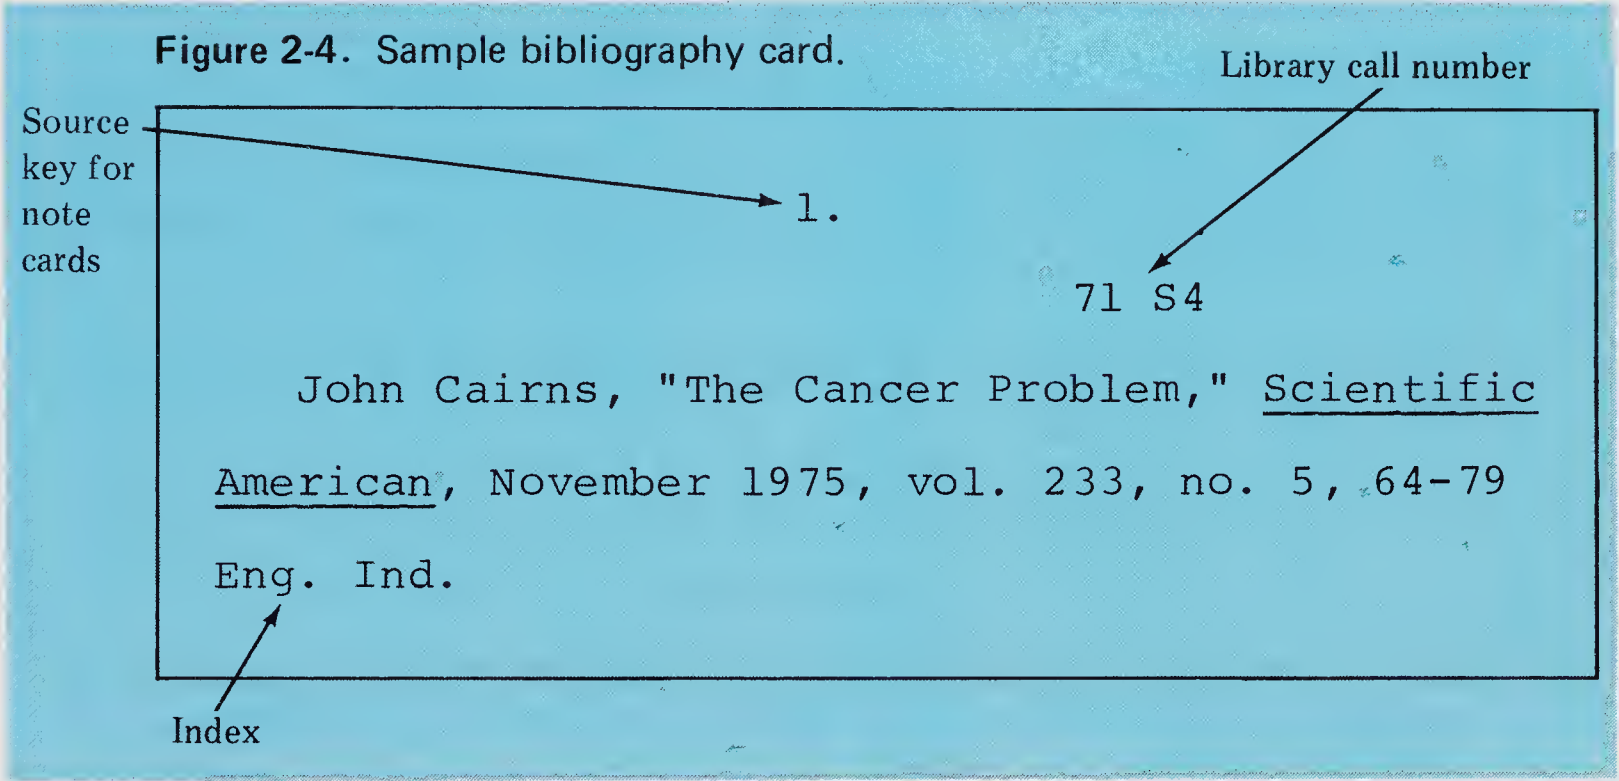 Figure 2-4. Sample bibliography card.
Library call number
Source
key for
note
cards
1.
71 S4
John Cairns, "The Cancer Problem," Scientific
American, November 1975, vol. 233, no. 5, 64-79
Eng. Ind.
Index